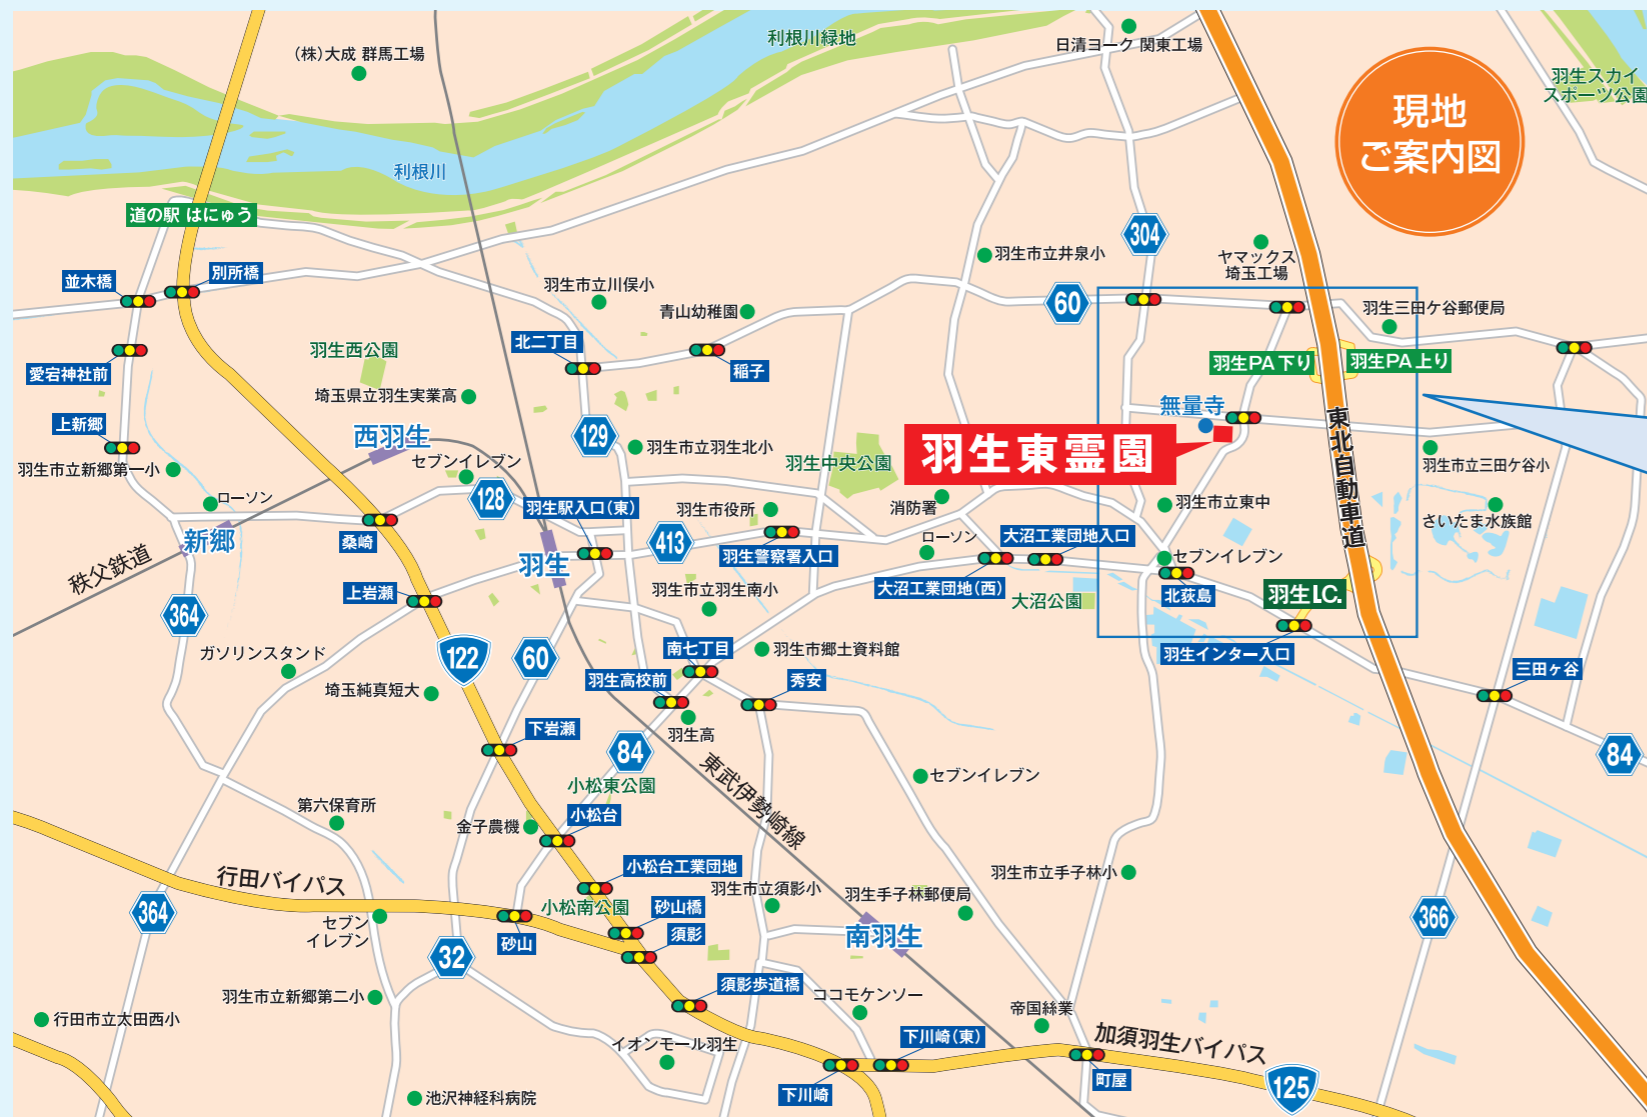 現地
ご案内図
(株)大成 群馬工場
利根川緑地
日清ヨーク 関東工場
羽生スカイ
スポーツ公園
利根川
道の駅 はにゅう
並木橋
別所橋
羽生市立川俣小
青山幼稚園
羽生市立井泉小
304
ヤマックス
埼玉工場
60
羽生三田ケ谷郵便局
愛宕神社前
羽生西公園
北二丁目
稲子
羽生PA下り
羽生PA上り
埼玉県立羽生実業高
無量寺
上新郷
西羽生
129
羽生市立羽生北小
羽生中央公園
羽生東霊園
東北自動車道
羽生市立新郷第一小
セブンイレブン
羽生市立三田ケ谷小
ローソン
128
羽生駅入口(東)
羽生市役所
消防署
羽生市立東中
さいたま水族館
新郷
桑崎
羽生
413
羽生警察署入口
ローソン
大沼工業団地入口
セブンイレブン
秩父鉄道
上岩瀬
羽生市立羽生南小
大沼工業団地(西)
大沼公園
北荻島
羽生I.C.
364
ガソリンスタンド
122
60
南七丁目
羽生市郷土資料館
羽生インター入口
三田ヶ谷
埼玉純真短大
羽生高校前
秀安
下岩瀬
羽生高
84
84
小松東公園
東武伊勢崎線
セブンイレブン
第六保育所
金子農機
小松台
行田バイパス
小松台工業団地
羽生市立須影小
羽生手子林郵便局
羽生市立手子林小
364
セブン
イレブン
小松南公園
砂山橋
366
砂山
須影
南羽生
32
羽生市立新郷第二小
須影歩道橋
ココモケンソー
帝国絲業
行田市立太田西小
イオンモール羽生
下川崎(東)
加須羽生バイパス
下川崎
町屋
125
池沢神経科病院